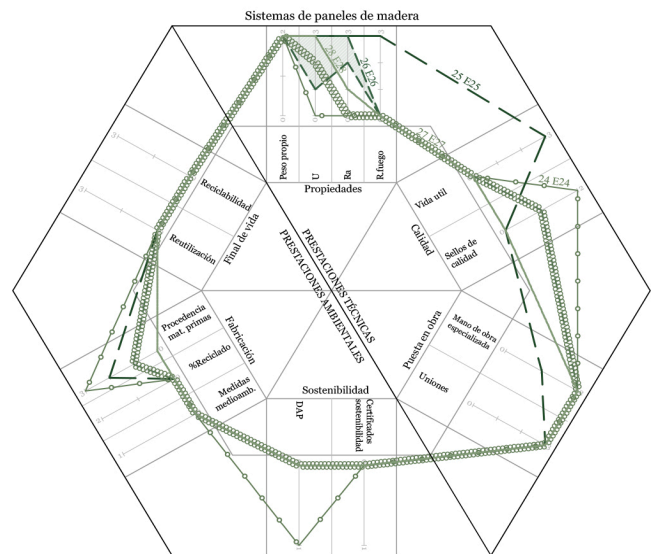 Sistemas de paneles de madera
25 E25
26 E26
27 E27
24 E24
Peso propio
U
Ra
R.fuego
Propiedades
Reciclabilidad
Reutilización
Final de vida
Vida util
Sellos de
calidad
Calidad
PRESTACIONES TÉCNICAS
PRESTACIONES AMBIENTALES
Procedencia
mat. primas
%Reciclado
Medidas
medioamb.
Fabricación
Mano de obra
especializada
Uniones
Puesta en obra
Sostenibilidad
DAP
Certificados
sostenibilidad